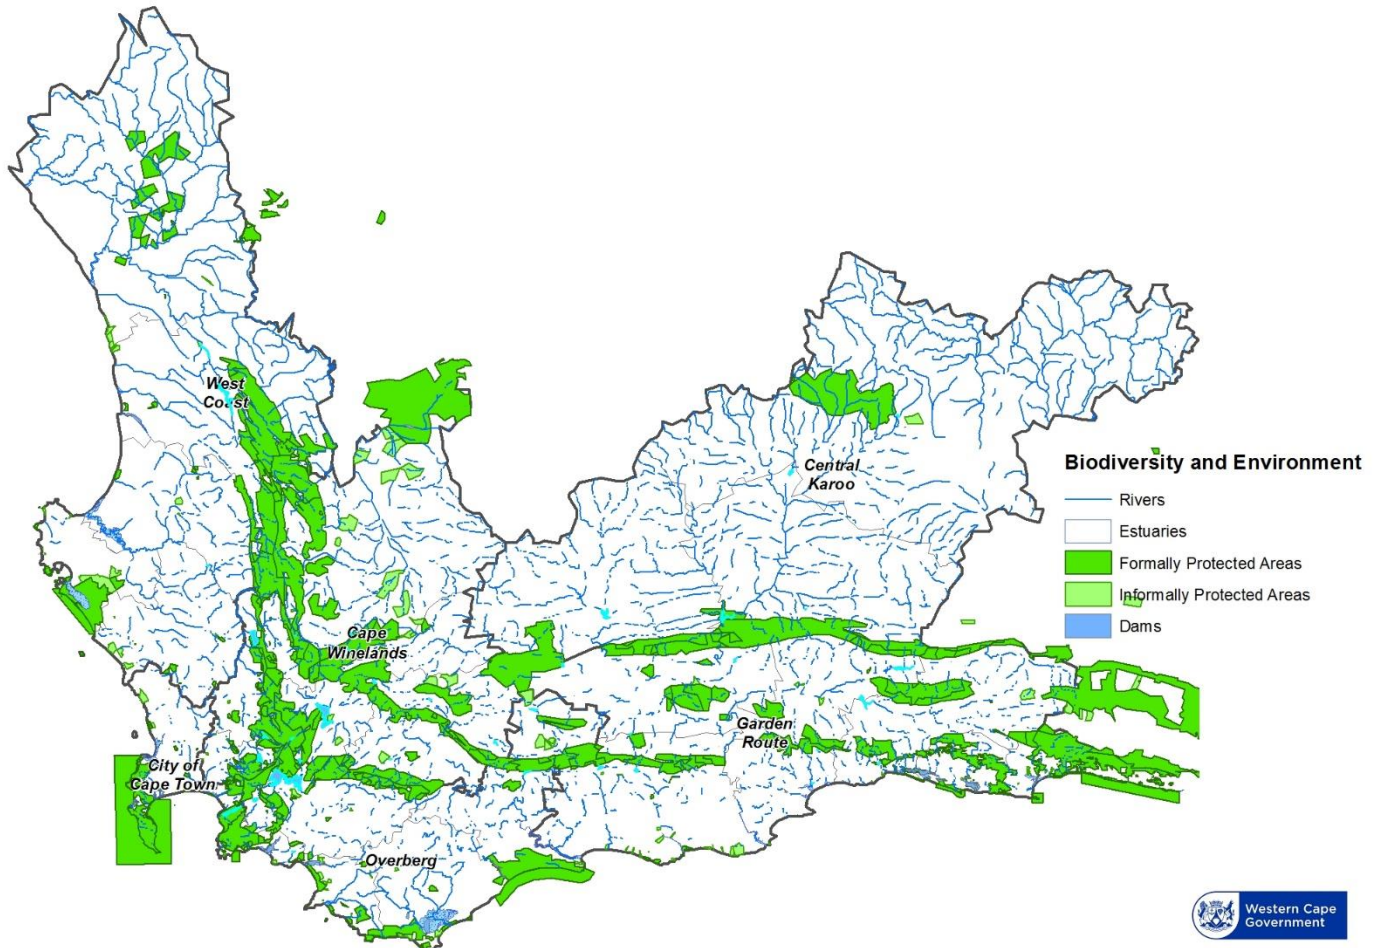 West
Coast
Central
Karoo
Biodiversity and Environment
Rivers
Estuaries
Formally Protected Areas
Informally Protected Areas
Dams
Cape
Winelands
Garden
Route
City of
Cape Town
Overberg
Western Cape
Government